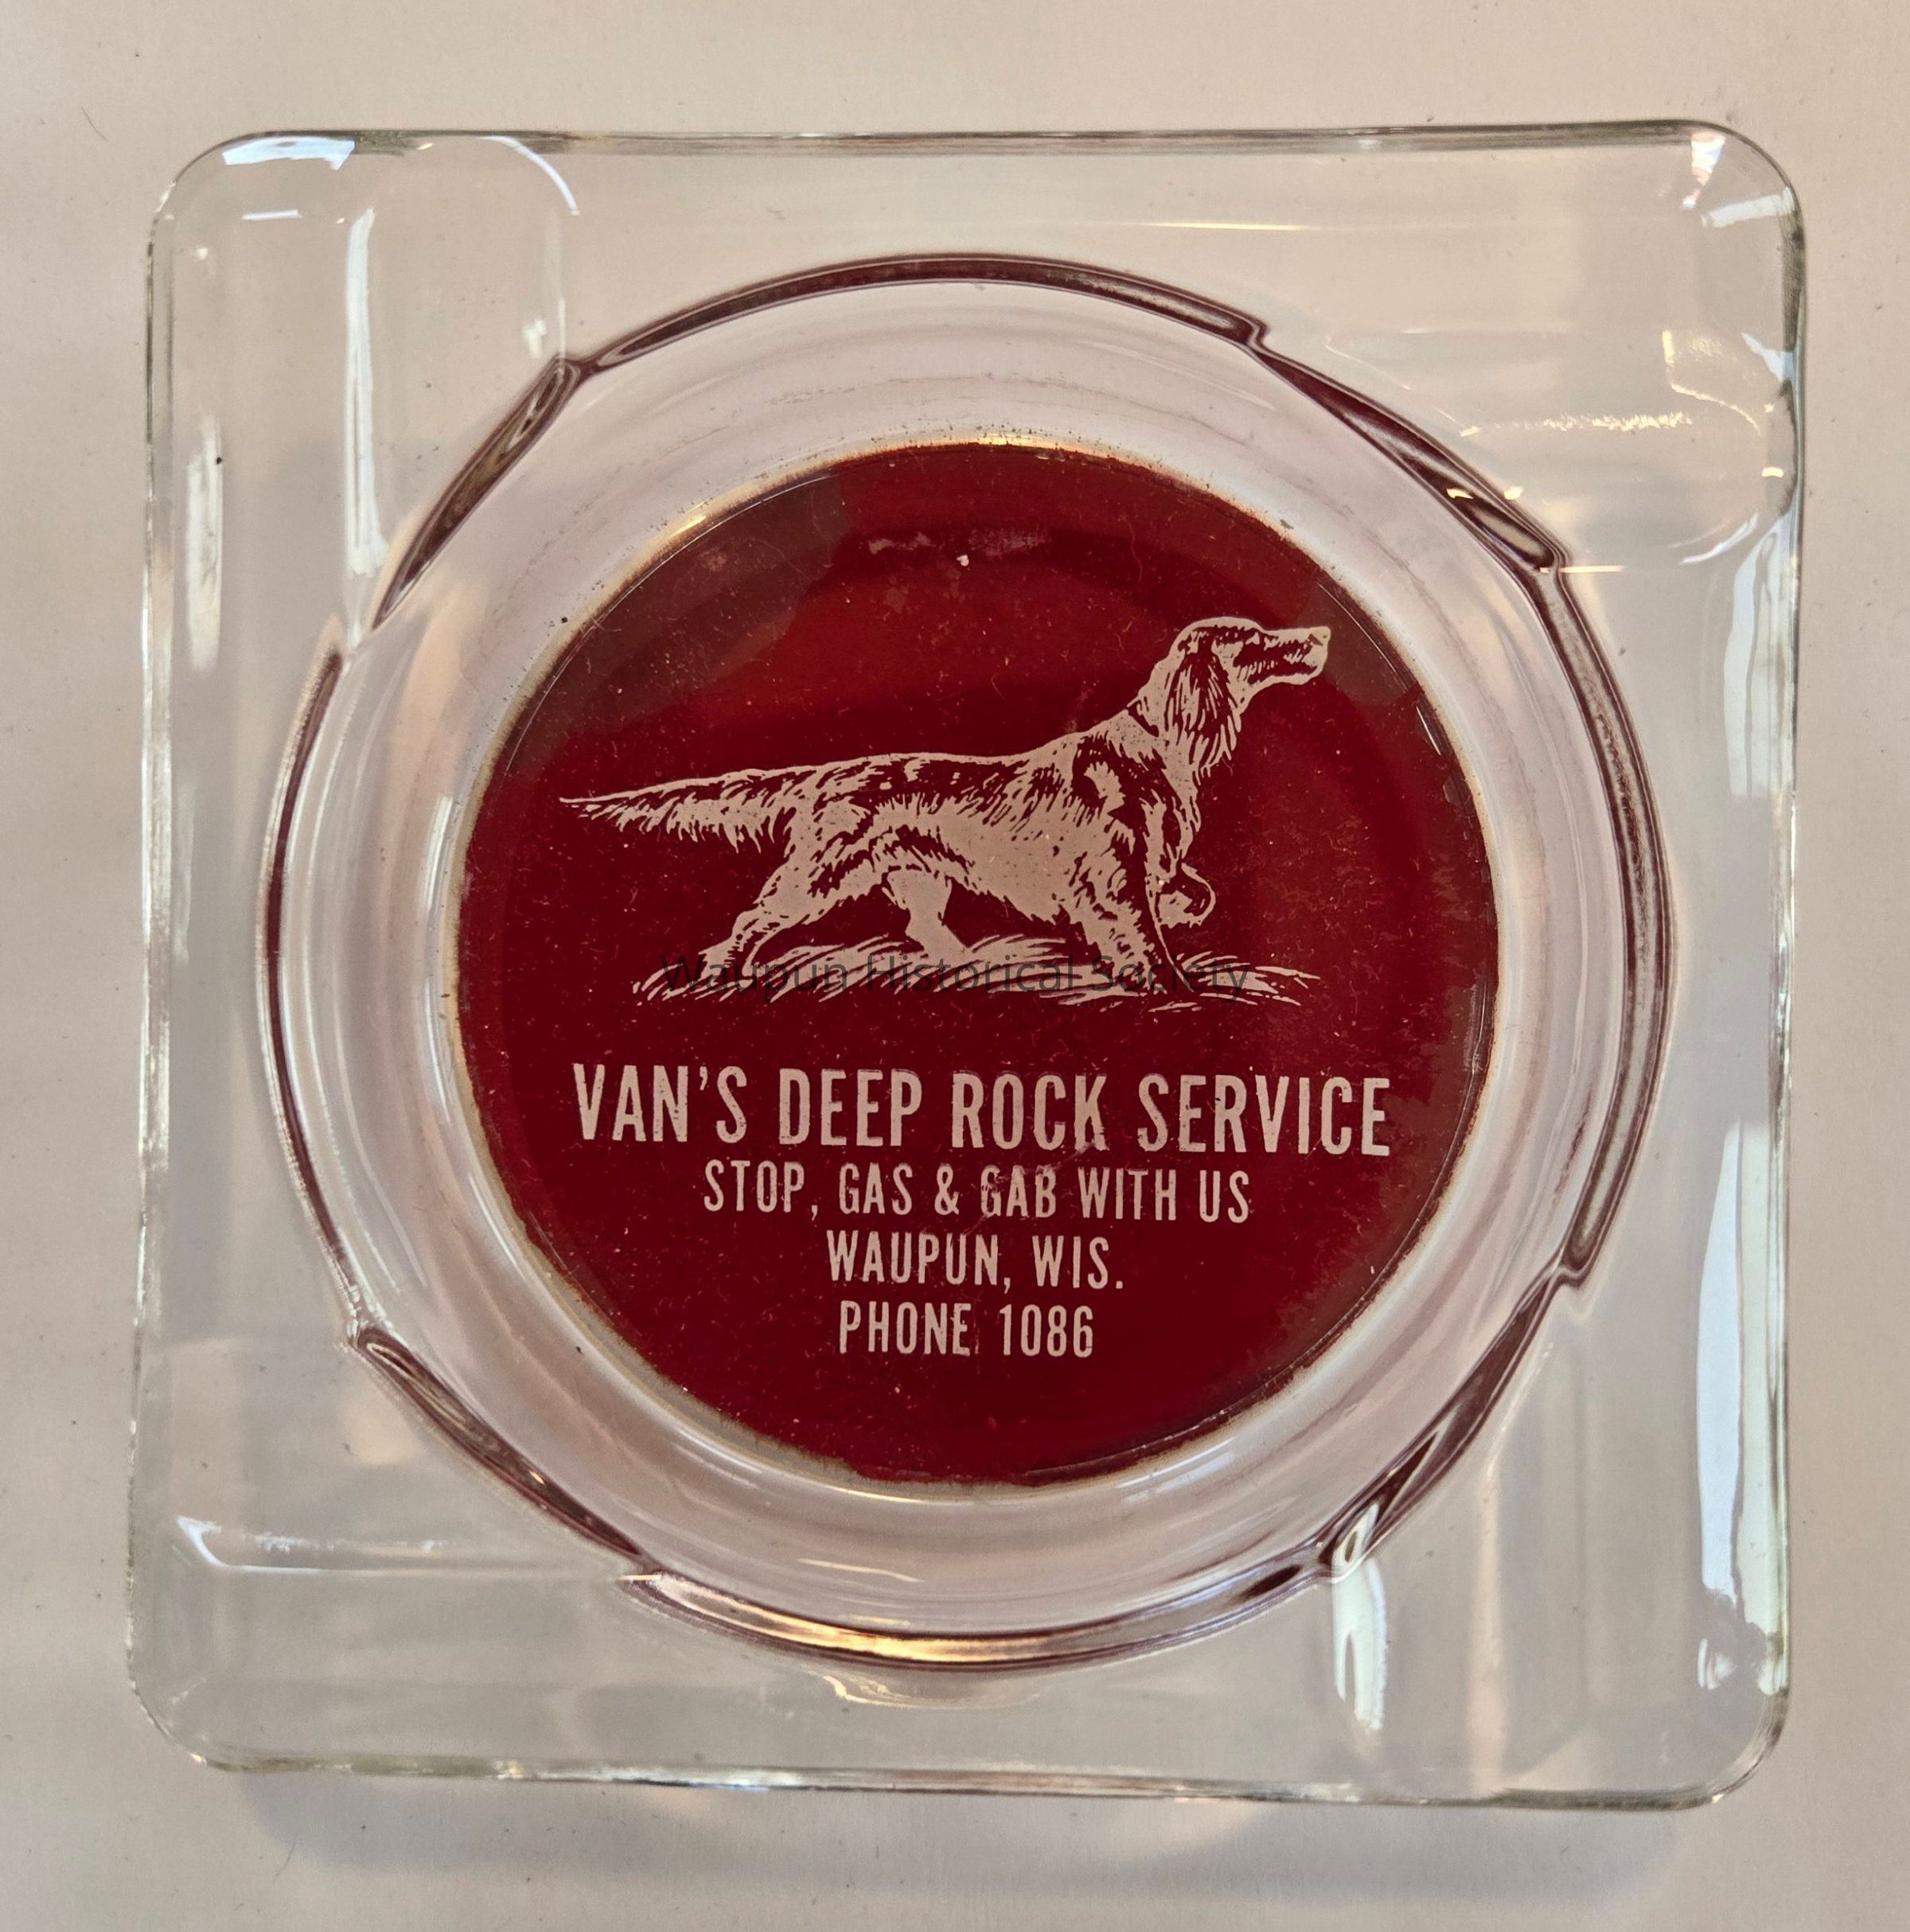 Waupun Historical Society
VAN'S DEEP ROCK SERVICE
STOP, GAS & GAB WITH US
WAUPUN, WIS.
PHONE 1086